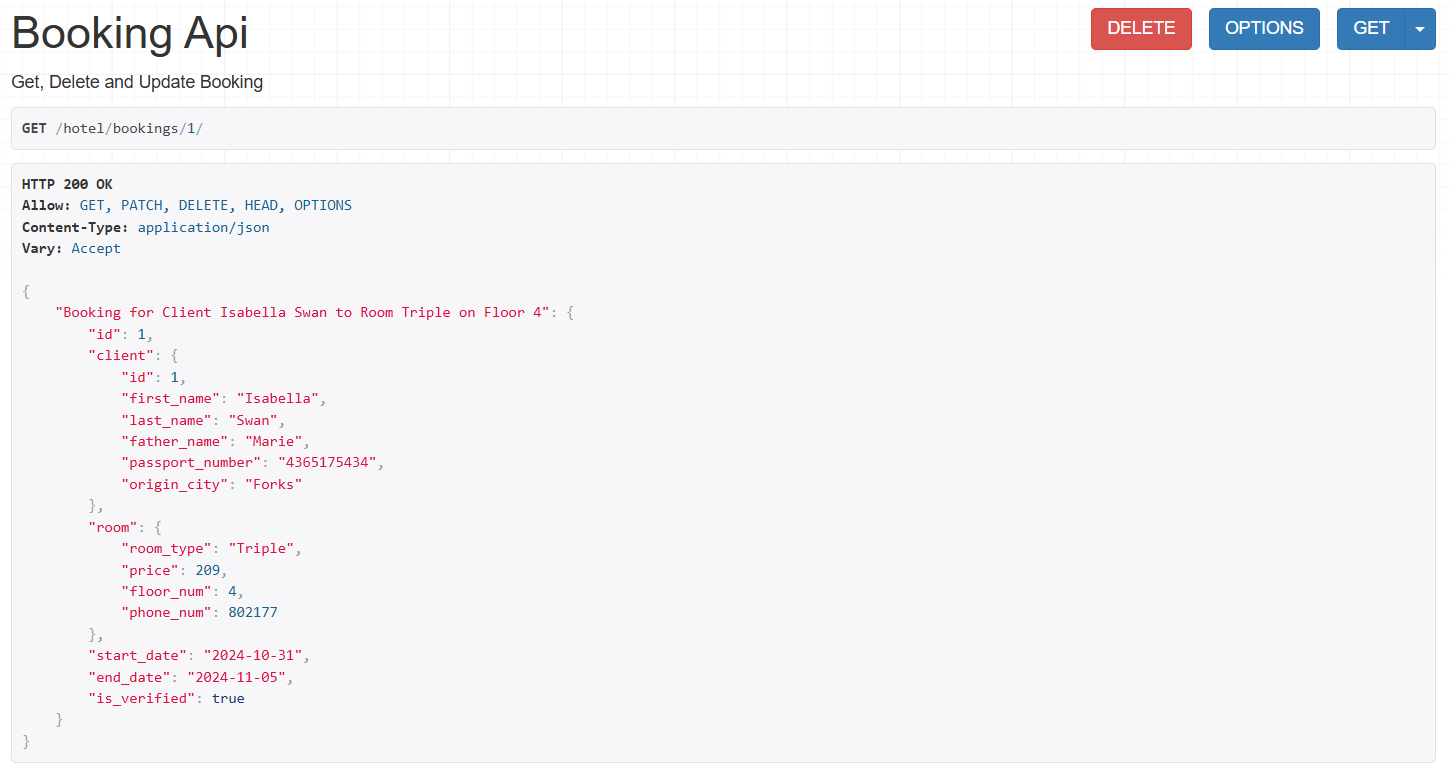 Booking Api
DELETE OPTIONS GET
Get, Delete and Update Booking
GET /hotel/bookings/1/
HTTP 200 OK
Allow: GET, PATCH, DELETE, HEAD, OPTIONS
Content-Type: application/json
Vary: Accept
{
    "Booking for Client Isabella Swan to Room Triple on Floor 4": {
        "id": 1,
        "client": {
            "id": 1,
            "first_name": "Isabella",
            "last_name": "Swan",
            "father_name": "Marie",
            "passport_number": "4365175434",
            "origin_city": "Forks"
        },
        "room": {
            "room_type": "Triple",
            "price": 209,
            "floor_num": 4,
            "phone_num": 802177
        },
        "start_date": "2024-10-31",
        "end_date": "2024-11-05",
        "is_verified": true
    }
}